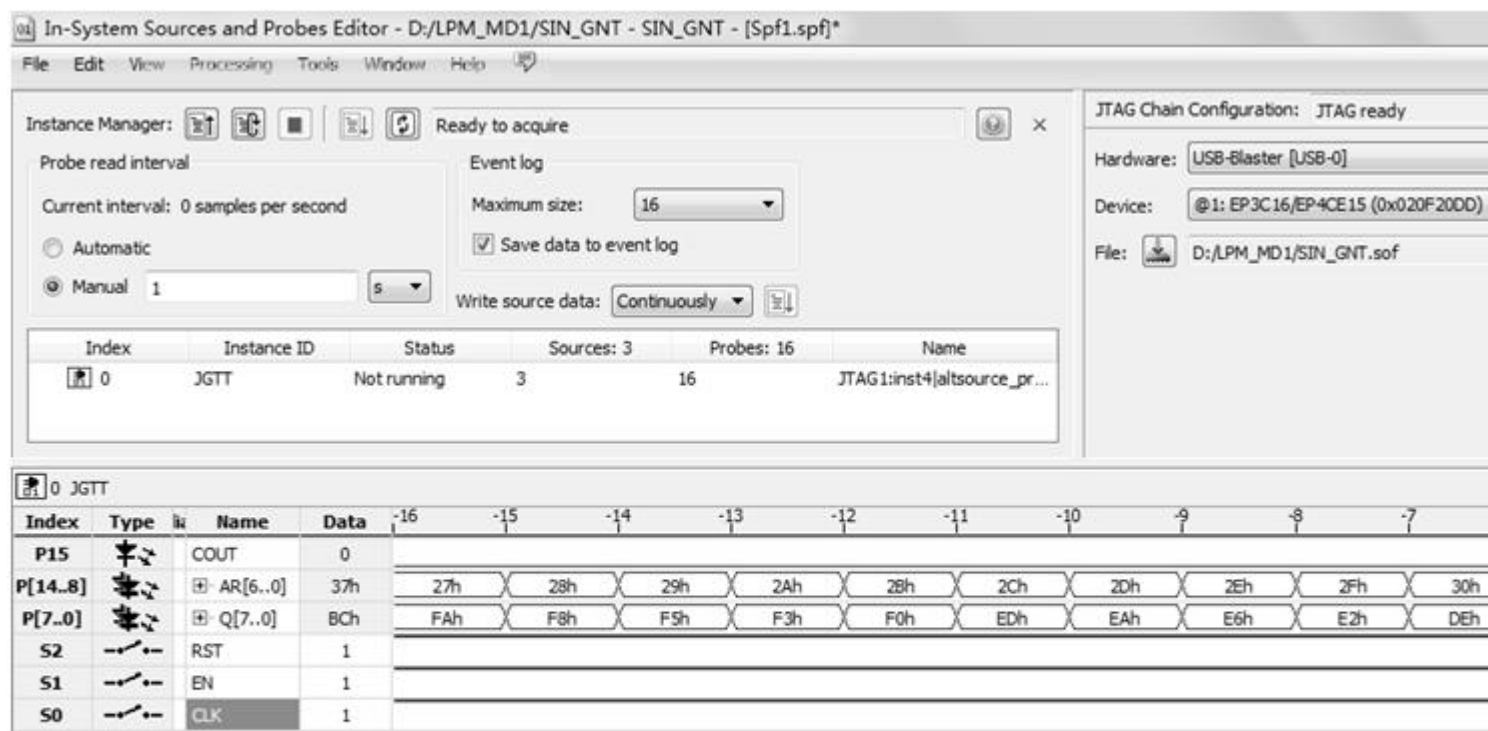 In-System Sources and Probes Editor - D:/LPM_MD1/SIN_GNT - SIN_GNT - [Spf1.spf]*
File Edit View Processing Tools Window Help
Instance Manager: Ready to acquire
JTAG Chain Configuration: JTAG ready
Probe read interval
Event log
Hardware: USB-Blaster [USB-0]
Current interval: 0 samples per second
Maximum size: 16
Device: @1: EP3C16/EP4CE15 (0x020F20DD)
Automatic
Save data to event log
File: D:/LPM_MD1/SIN_GNT.sof
Manual 1 s
Write source data: Continuously
Index Instance ID Status Sources: 3 Probes: 16 Name
0 JGTT Not running 3 16 JTAG1:inst4|altsource_pr...
0 JGTT
Index Type Name Data -16 -15 -14 -13 -12 -11 -10 -9 -8 -7
P15 COUT 0
P[14..8] AR[6..0] 37h 27h 28h 29h 2Ah 2Bh 2Ch 2Dh 2Eh 2Fh 30h
P[7..0] Q[7..0] BCh FAh F8h F5h F3h F0h EDh EAh E6h E2h DEh
S2 RST 1
S1 EN 1
S0 CLK 1